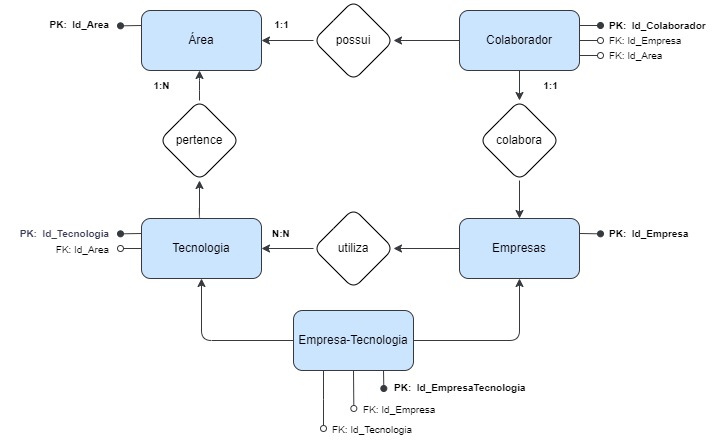 PK: Id_Area
Área
1:1
possui
Colaborador
PK: Id_Colaborador
FK: Id_Empresa
FK: Id_Area
1:N
1:1
pertence
colabora
PK: Id_Tecnologia
FK: Id_Area
Tecnologia
N:N
utiliza
Empresas
PK: Id_Empresa
Empresa-Tecnologia
PK: Id_EmpresaTecnologia
FK: Id_Empresa
FK: Id_Tecnologia